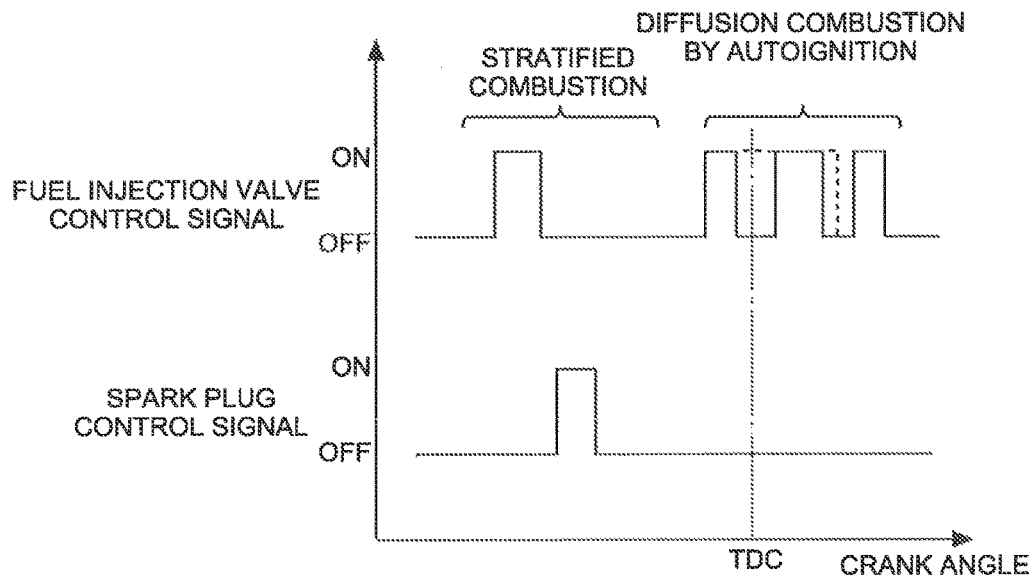 DIFFUSION COMBUSTION
BY AUTOIGNITION
STRATIFIED
COMBUSTION
ON
FUEL INJECTION VALVE
CONTROL SIGNAL
OFF
ON
SPARK PLUG
CONTROL SIGNAL
OFF
TDC
CRANK ANGLE